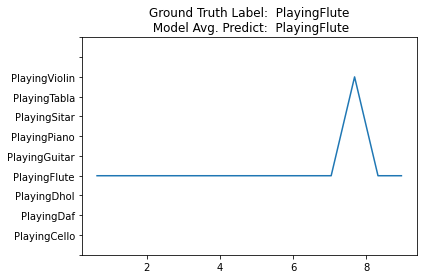 Ground Truth Label:  PlayingFlute
Model Avg. Predict:  PlayingFlute
PlayingViolin
PlayingTabla
PlayingSitar
PlayingPiano
PlayingGuitar
PlayingFlute
PlayingDhol
PlayingDaf
PlayingCello
2 4 6 8